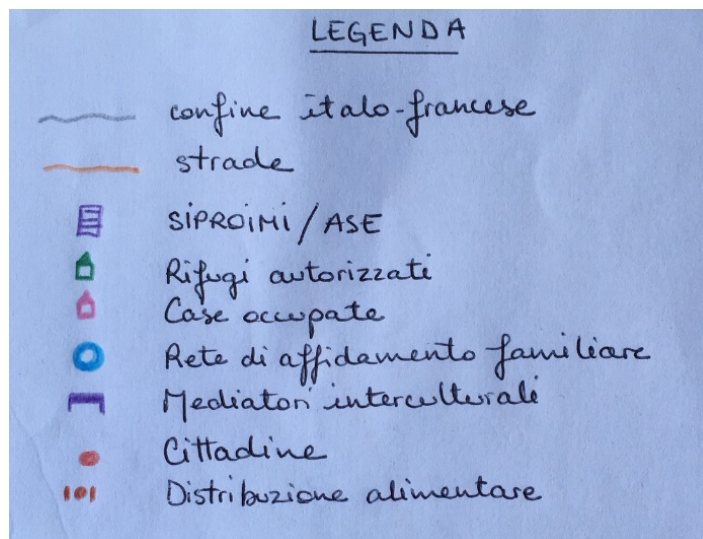 LEGENDA
confine italo-francese
strade
SIPROIMI/ASE
Rifugi autorizzati
Case occupate
Rete di affidamento familiare
Mediatori interculturali
Cittadine
Distribuzione alimentare